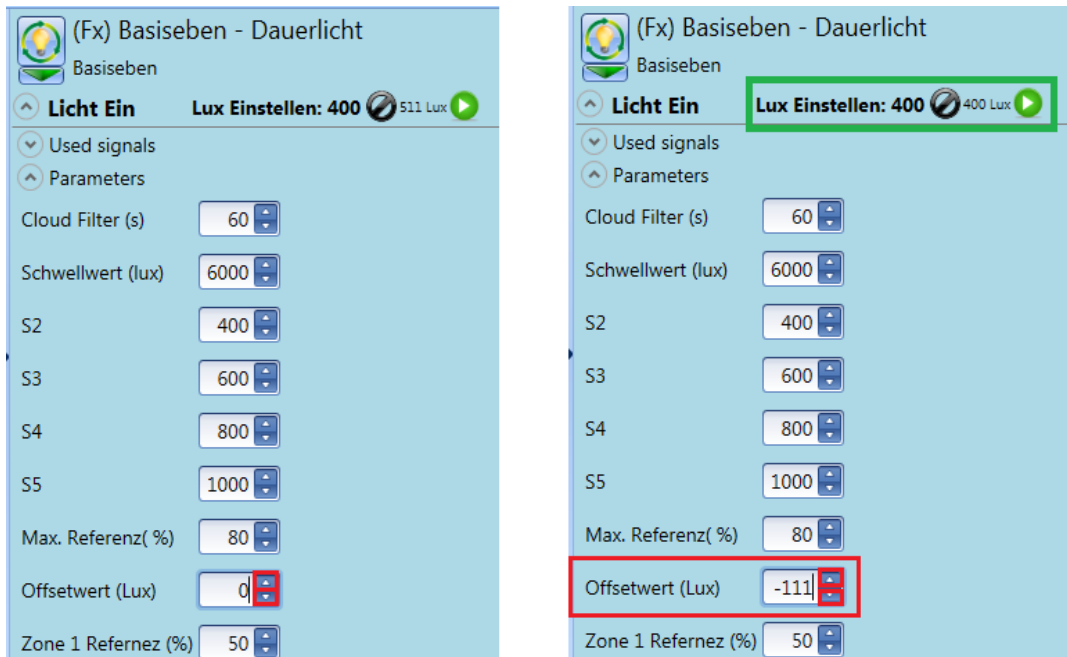 (Fx) Basiseben - Dauerlicht
Basiseben
Licht Ein Lux Einstellen: 400 511 Lux
Used signals
Parameters
Cloud Filter (s) 60
Schwellwert (lux) 6000
S2 400
S3 600
S4 800
S5 1000
Max. Referenz( %) 80
Offsetwert (Lux) 0
Zone 1 Refernez (%) 50
(Fx) Basiseben - Dauerlicht
Basiseben
Licht Ein Lux Einstellen: 400 400 Lux
Used signals
Parameters
Cloud Filter (s) 60
Schwellwert (lux) 6000
S2 400
S3 600
S4 800
S5 1000
Max. Referenz( %) 80
Offsetwert (Lux) -111
Zone 1 Refernez (%) 50